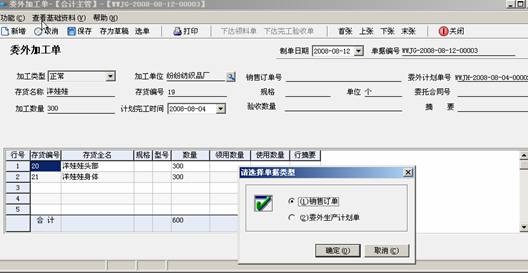 委外加工单-【会计主管】-【WWJG-2008-08-12-00003】
功能(C) 查看基础资料(V) 帮助(H)
新增 取消 保存 存为草稿 选单 打印 下达领料单 下达完工验收单 首张 上张 下张 末张 关闭
委外加工单
制单日期 2008-08-12 单据编号 WWJG-2008-08-12-00003
加工类型 正常 加工单位 纷纷纺织品厂 销售订单号 委外计划单号 WWJH-2008-08-04-0000
存货名称 洋娃娃 存货编号 19 规格 单位 个 委托合同号
加工数量 300 计划完工时间 2008-08-04 验收数量 摘 要
行号 存货编号 存货全名 规格 型号 数量 领用数量 使用数量 行摘要
1 20 洋娃娃头部 300
2 21 洋娃娃身体 300
3
4
5
合 计 600
请选择单据类型
(1)销售订单
(2)委外生产计划单
确定(O) 取消(C)